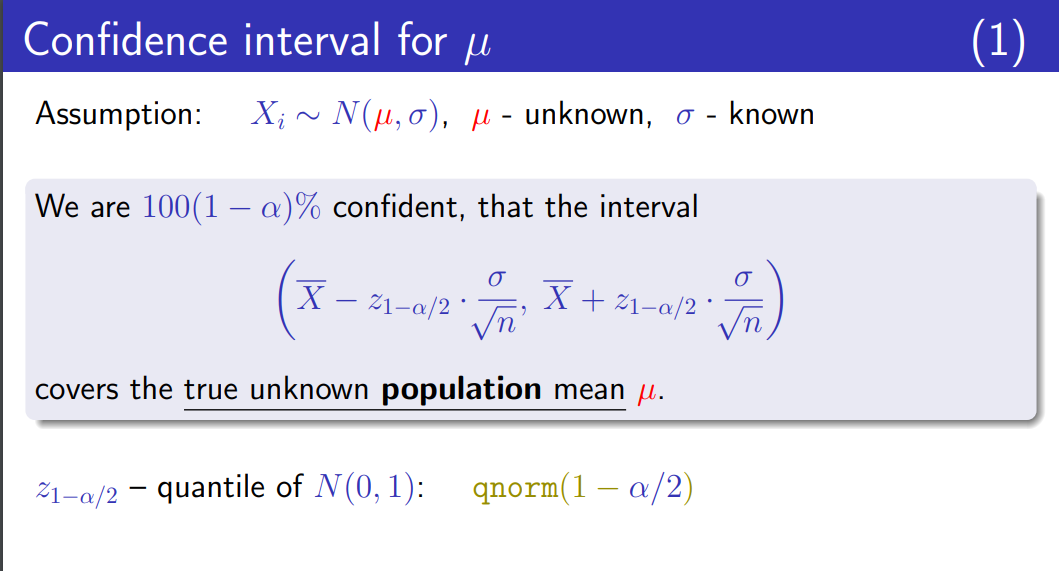 Confidence interval for μ (1)
Assumption: X_i ∼ N(μ, σ), μ - unknown, σ - known
We are 100(1 − α)% confident, that the interval
(X̅ − z_{1−α/2} · σ/√n, X̅ + z_{1−α/2} · σ/√n)
covers the true unknown population mean μ.
z_{1−α/2} – quantile of N(0, 1): qnorm(1 − α/2)